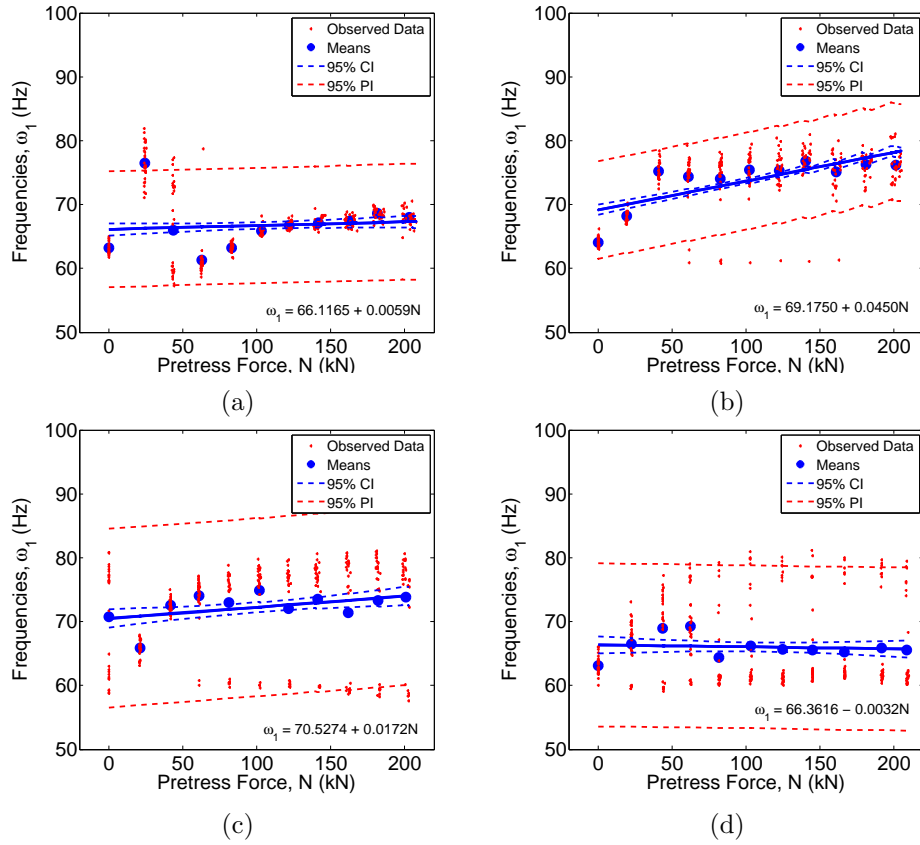 100
90
80
70
60
50
Frequencies, ω1 (Hz)
0 50 100 150 200
Pretress Force, N (kN)
Observed Data
Means
95% CI
95% PI
ω1 = 66.1165 + 0.0059N
(a)
100
90
80
70
60
50
Frequencies, ω1 (Hz)
0 50 100 150 200
Pretress Force, N (kN)
Observed Data
Means
95% CI
95% PI
ω1 = 69.1750 + 0.0450N
(b)
100
90
80
70
60
50
Frequencies, ω1 (Hz)
0 50 100 150 200
Pretress Force, N (kN)
Observed Data
Means
95% CI
95% PI
ω1 = 70.5274 + 0.0172N
(c)
100
90
80
70
60
50
Frequencies, ω1 (Hz)
0 50 100 150 200
Pretress Force, N (kN)
Observed Data
Means
95% CI
95% PI
ω1 = 66.3616 − 0.0032N
(d)